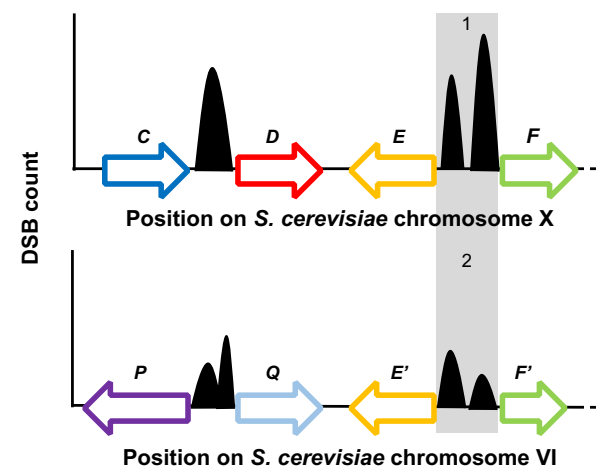 1
C D E F
Position on S. cerevisiae chromosome X
DSB count
2
P Q E' F'
Position on S. cerevisiae chromosome VI